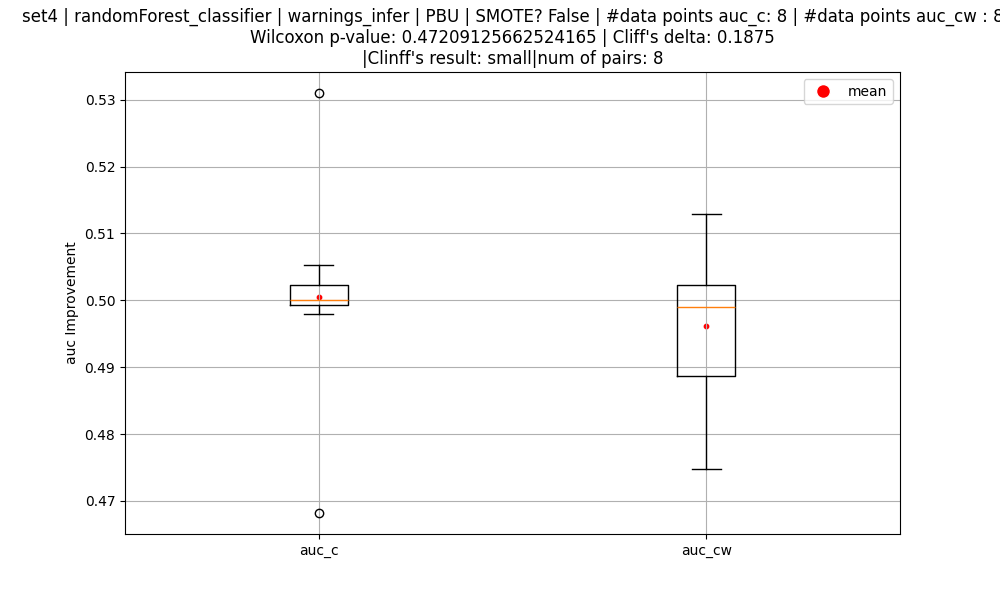 set4 | randomForest_classifier | warnings_infer | PBU | SMOTE? False | #data points auc_c: 8 | #data points auc_cw : 8
Wilcoxon p-value: 0.47209125662524165 | Cliff's delta: 0.1875
|Clinff's result: small|num of pairs: 8
mean
0.53
0.52
0.51
0.50
0.49
0.48
0.47
auc Improvement
auc_c
auc_cw